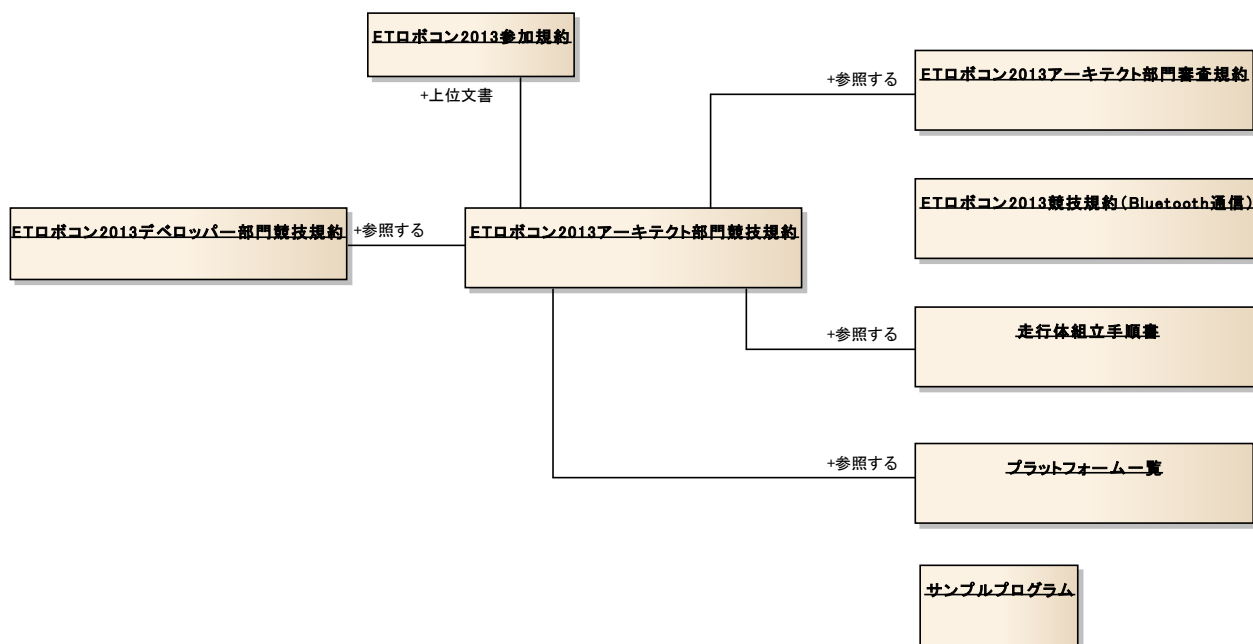 ETロボコン2013参加規約
+上位文書
ETロボコン2013アーキテクト部門審査規約
+参照する
ETロボコン2013競技規約(Bluetooth通信)
ETロボコン2013デベロッパー部門競技規約
+参照する
ETロボコン2013アーキテクト部門競技規約
+参照する
走行体組立手順書
+参照する
プラットフォーム一覧
サンプルプログラム